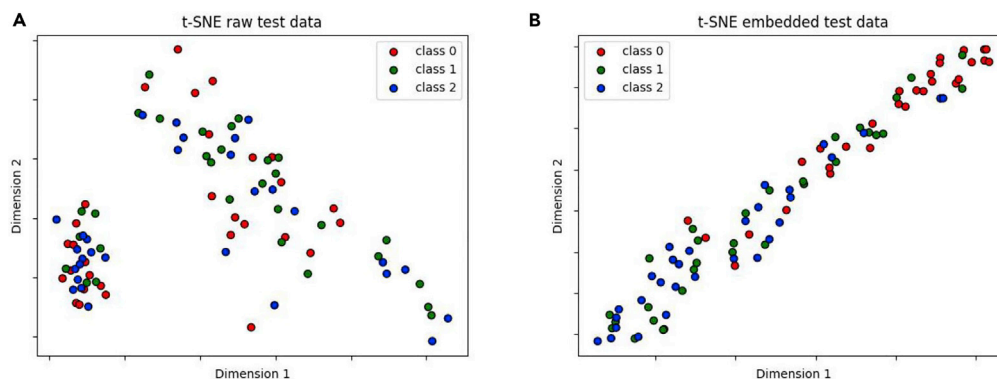 A
t-SNE raw test data
class 0
class 1
class 2
Dimension 2
Dimension 1
B
t-SNE embedded test data
class 0
class 1
class 2
Dimension 2
Dimension 1